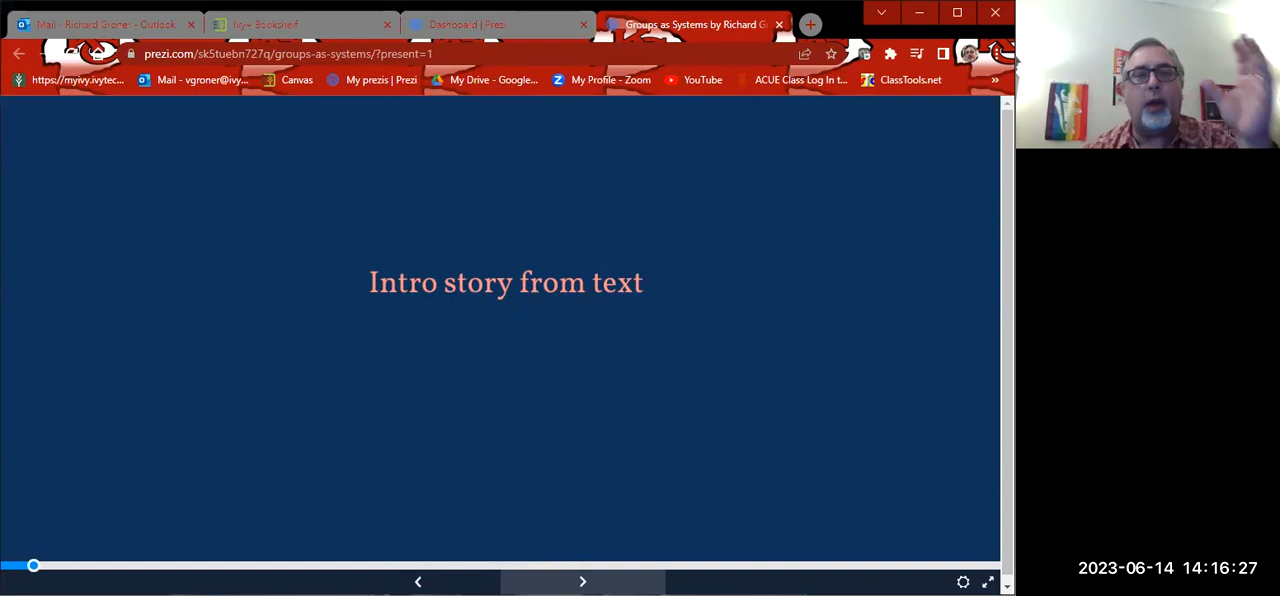 Mail - Richard Groner - Outlook
Ivy+ Bookshelf
Dashboard | Prezi
Groups as Systems by Richard G
prezi.com/sk5tuebn727q/groups-as-systems/?present=1
https://myivy.ivytec...
Mail - vgroner@ivy...
Canvas
My prezis | Prezi
My Drive - Google...
My Profile - Zoom
YouTube
ACUE Class Log In t...
ClassTools.net
Intro story from text
2023-06-14 14:16:27